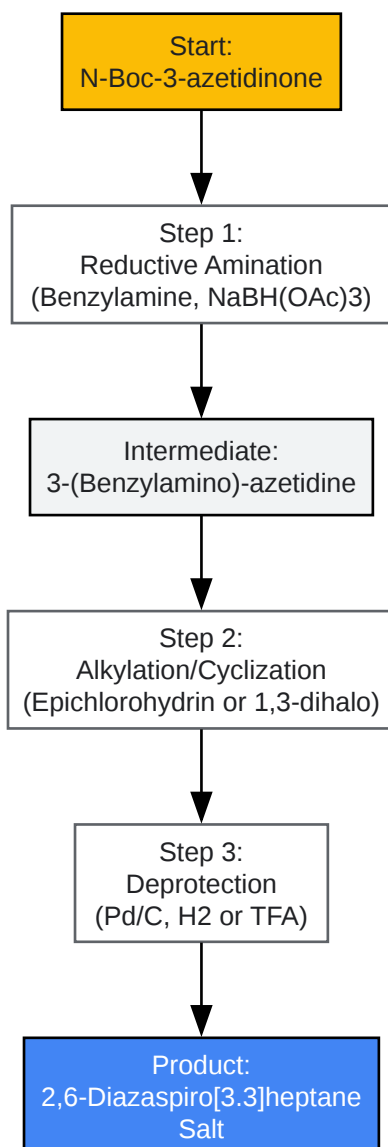 Start:
N-Boc-3-azetidinone
Step 1:
Reductive Amination
(Benzylamine, NaBH(OAc)3)
Intermediate:
3-(Benzylamino)-azetidine
Step 2:
Alkylation/Cyclization
(Epichlorohydrin or 1,3-dihalo)
Step 3:
Deprotection
(Pd/C, H2 or TFA)
Product:
2,6-Diazaspiro[3.3]heptane
Salt